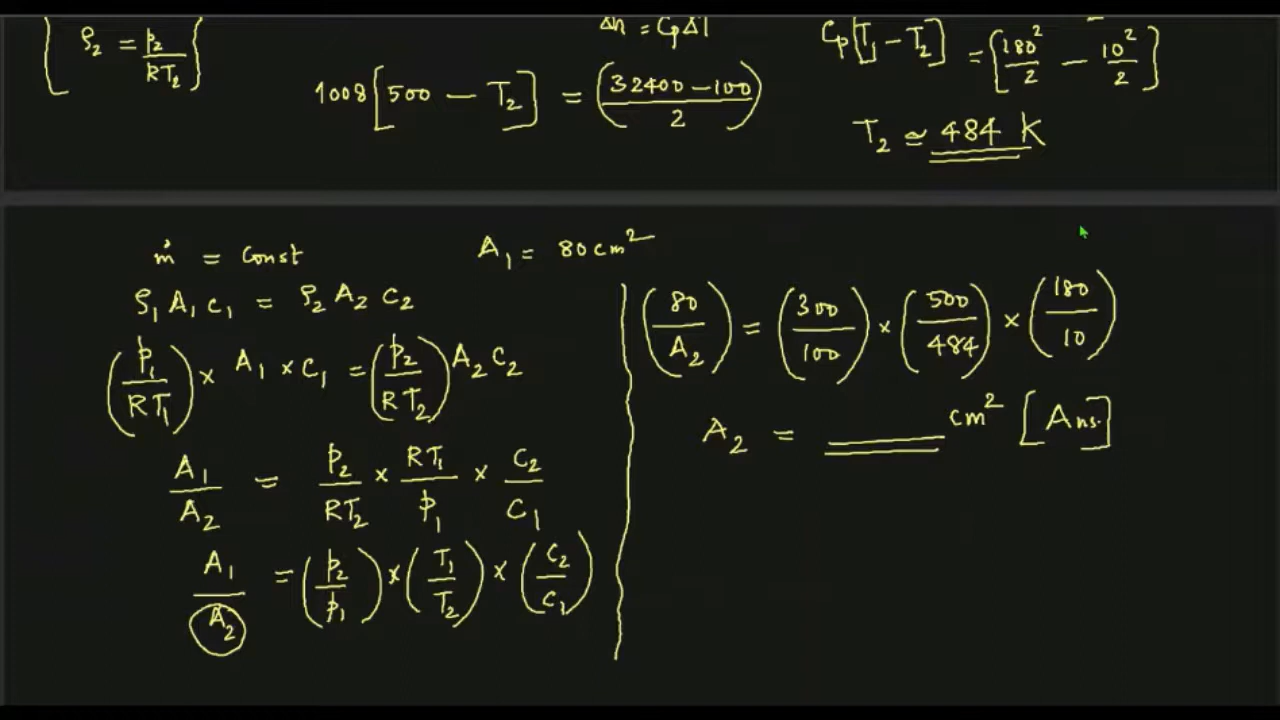 [ρ₂ = p₂/RT₂}
Δh = CpΔT
Cp[T₁ − T₂] = [180²/2 − 10²/2]
1008[500 − T₂] = (32400 − 100/2)
T₂ ≃ 484 K
ṁ = Const
A₁ = 80 cm²
ρ₁ A₁ C₁ = ρ₂ A₂ C₂
(p₁/RT₁) × A₁ × C₁ = (p₂/RT₂) A₂ C₂
A₁/A₂ = p₂/RT₂ × RT₁/p₁ × C₂/C₁
A₁/A₂ = (p₂/p₁) × (T₁/T₂) × (C₂/C₁)
(80/A₂) = (300/100) × (500/484) × (180/10)
A₂ = ____ cm² [Ans.]